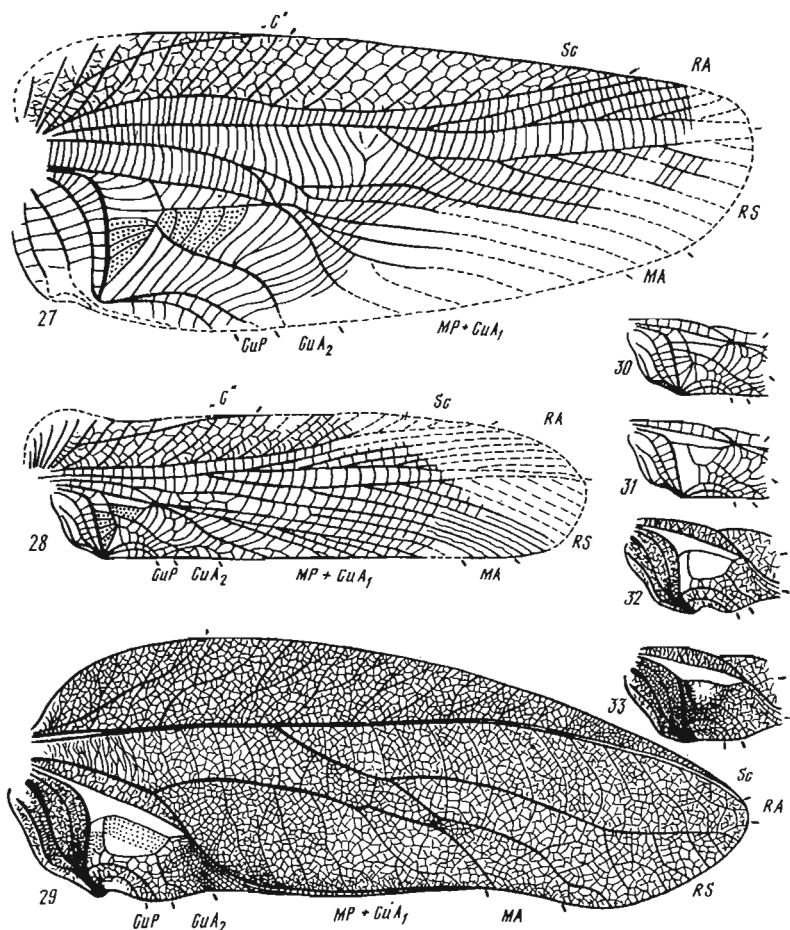 C"
Sc
RA
RS
MA
MP + CuA₁
CuA₂
CuP
27
30
C"
Sc
RA
31
28
RS
CuP CuA₂ MP + CuA₁ MA
32
33
Sc
RA
RS
29
CuP CuA₂ MP + CuA₁ MA